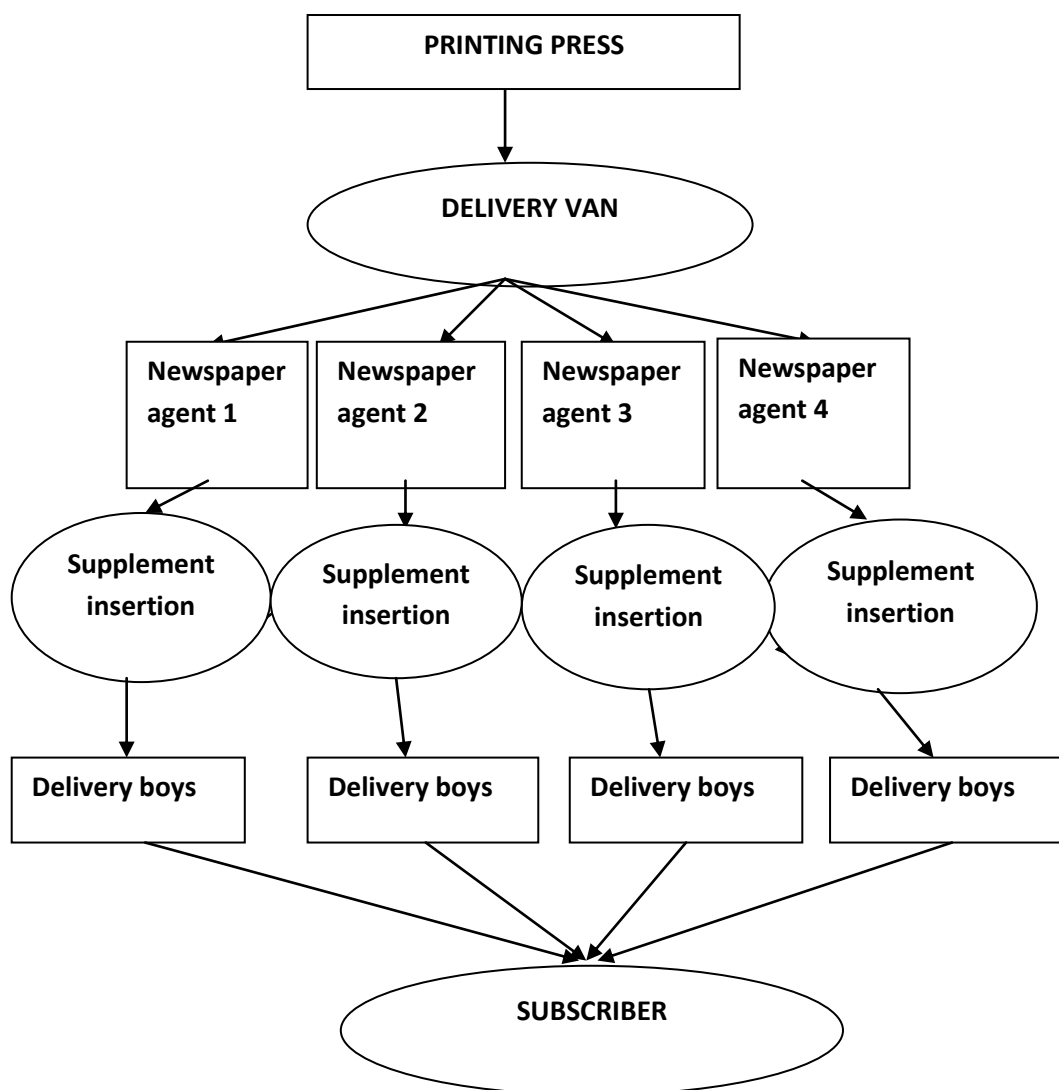 PRINTING PRESS
DELIVERY VAN
Newspaper
agent 1
Newspaper
agent 2
Newspaper
agent 3
Newspaper
agent 4
Supplement
insertion
Supplement
insertion
Supplement
insertion
Supplement
insertion
Delivery boys
Delivery boys
Delivery boys
Delivery boys
SUBSCRIBER